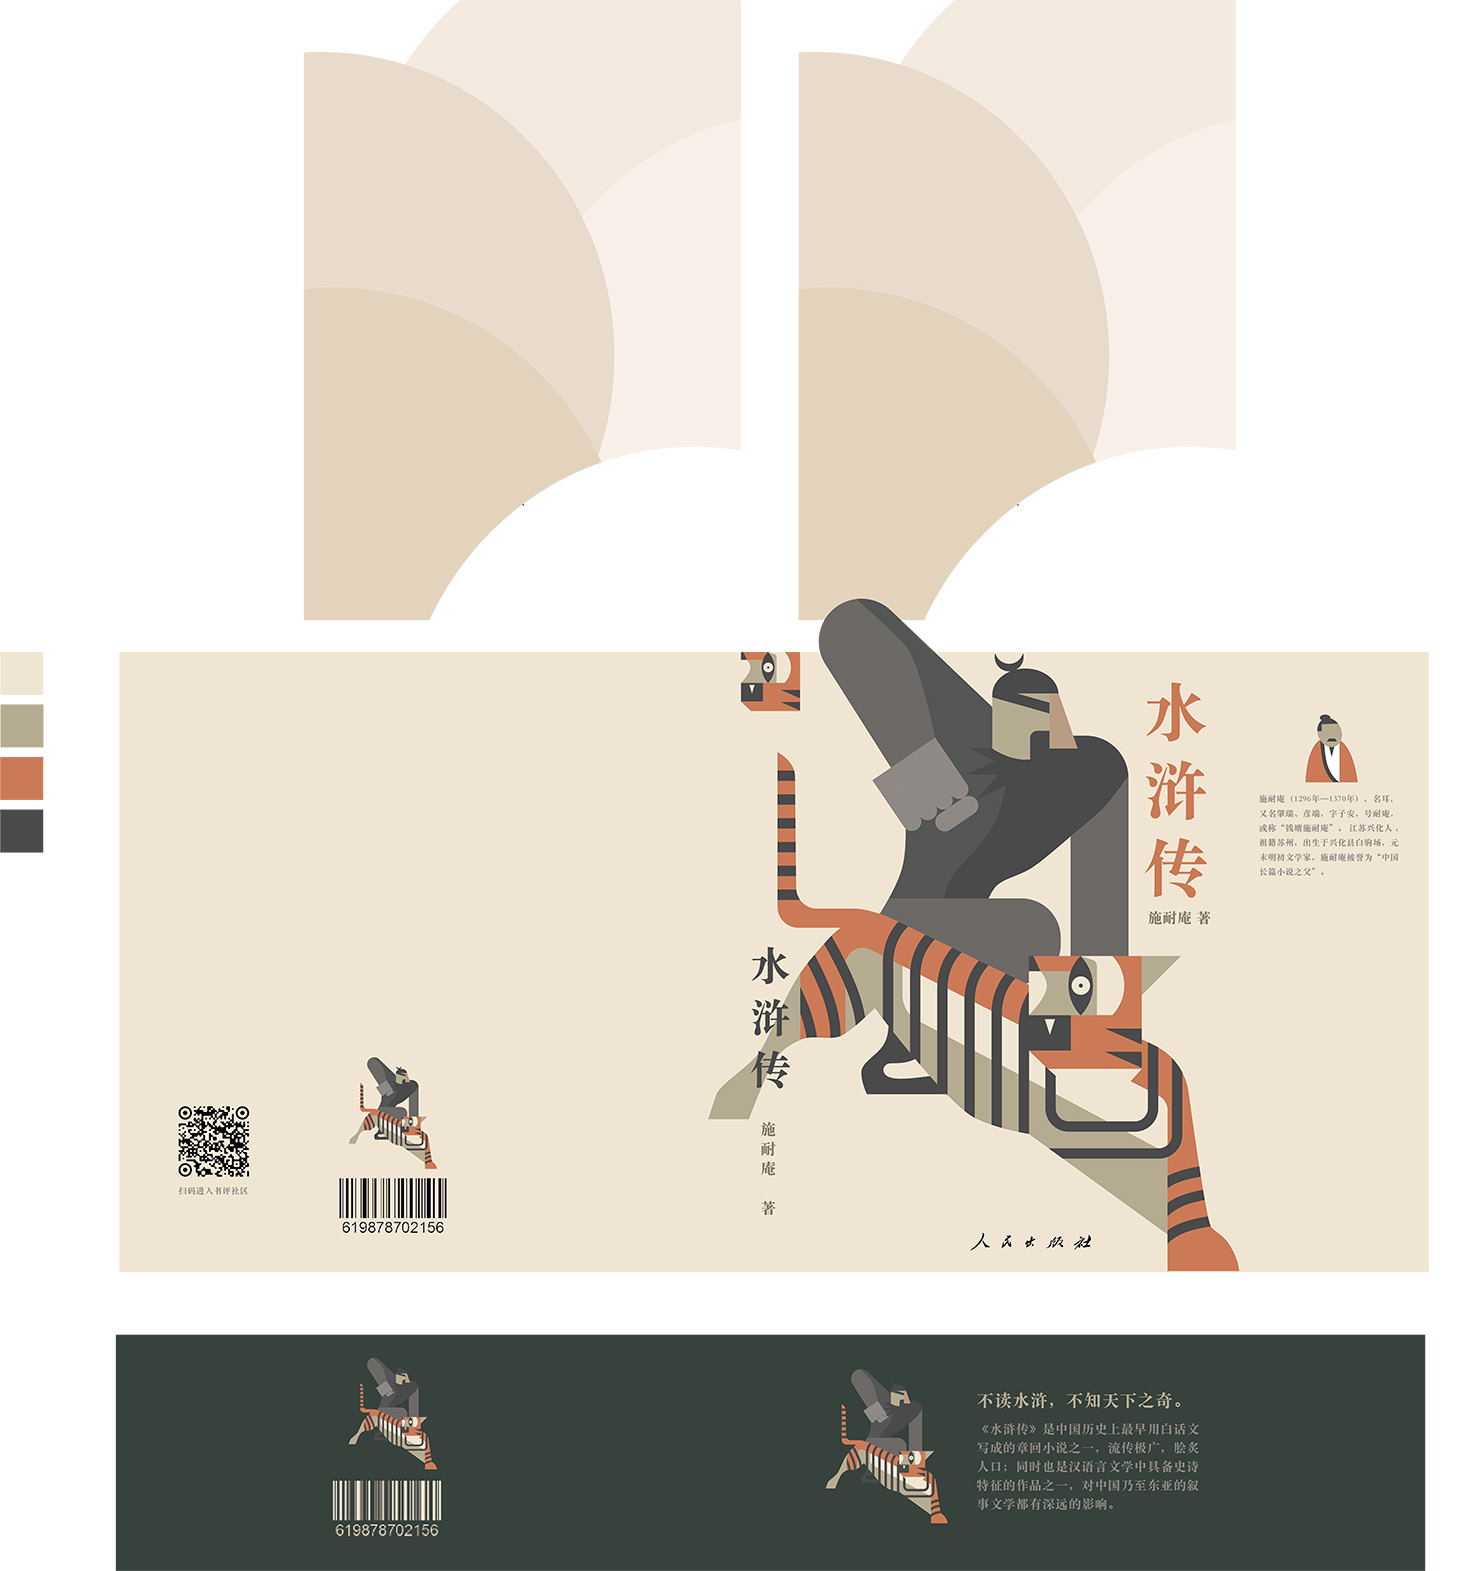 水浒传
施耐庵 著
施耐庵（1296年—1370年），名耳，
又名肇瑞、彦端，字子安，号耐庵，
或称“钱塘施耐庵”。江苏兴化人，
祖籍苏州，出生于兴化县白驹场，元
末明初文学家，施耐庵被誉为“中国
长篇小说之父”。
水浒传
施耐庵 著
人民出版社
扫码进入书评社区
619878702156
不读水浒，不知天下之奇。
《水浒传》是中国历史上最早用白话文
写成的章回小说之一，流传极广，脍炙
人口；同时也是汉语言文学中具备史诗
特征的作品之一，对中国乃至东亚的叙
事文学都有深远的影响。
619878702156